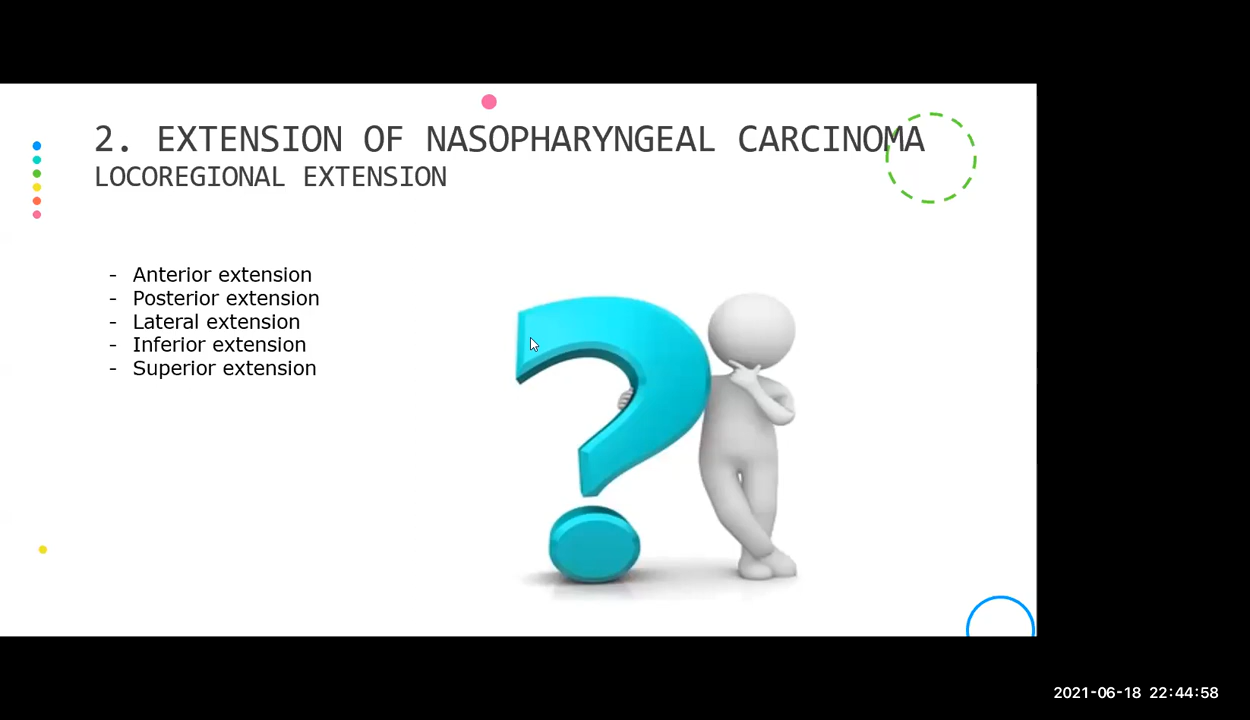 2. EXTENSION OF NASOPHARYNGEAL CARCINOMA
LOCOREGIONAL EXTENSION
- Anterior extension
- Posterior extension
- Lateral extension
- Inferior extension
- Superior extension
2021-06-18 22:44:58